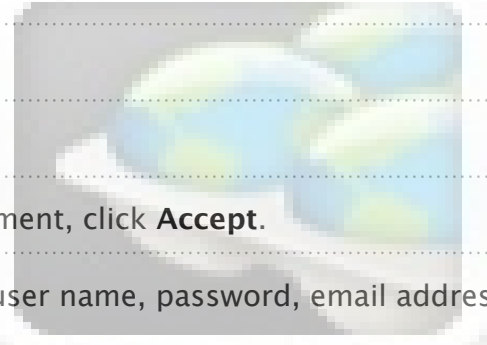 ment, click Accept.
user name, password, email addres